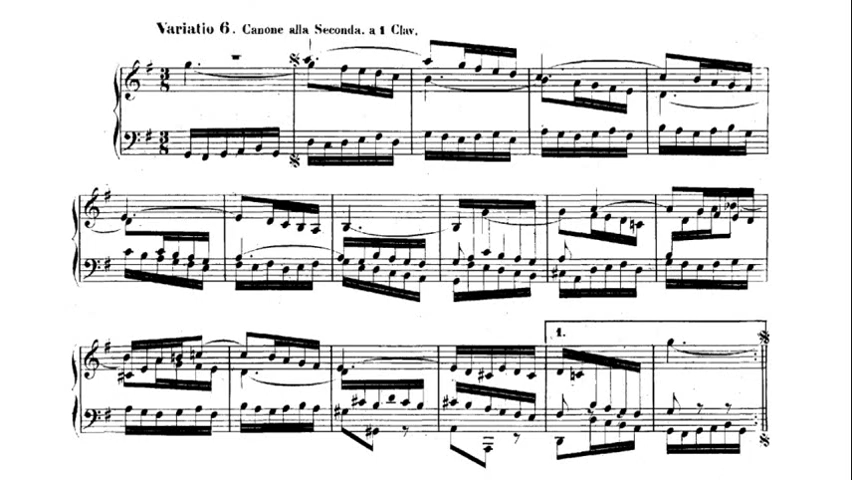 Variatio 6. Canone alla Seconda. a 1 Clav.
1.